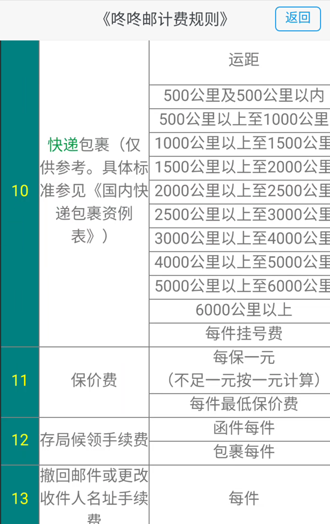 《咚咚邮计费规则》
返回
10
快递包裹（仅
供参考。具体标
准参见《国内快
递包裹资例
表》）
运距
500公里及500公里以内
500公里以上至1000公里
1000公里以上至1500公里
1500公里以上至2000公里
2000公里以上至2500公里
2500公里以上至3000公里
3000公里以上至4000公里
4000公里以上至5000公里
5000公里以上至6000公里
6000公里以上
每件挂号费
11
保价费
每保一元
（不足一元按一元计算）
每件最低保价费
12
存局候领手续费
函件每件
包裹每件
13
撤回邮件或更改
收件人名址手续
费
每件